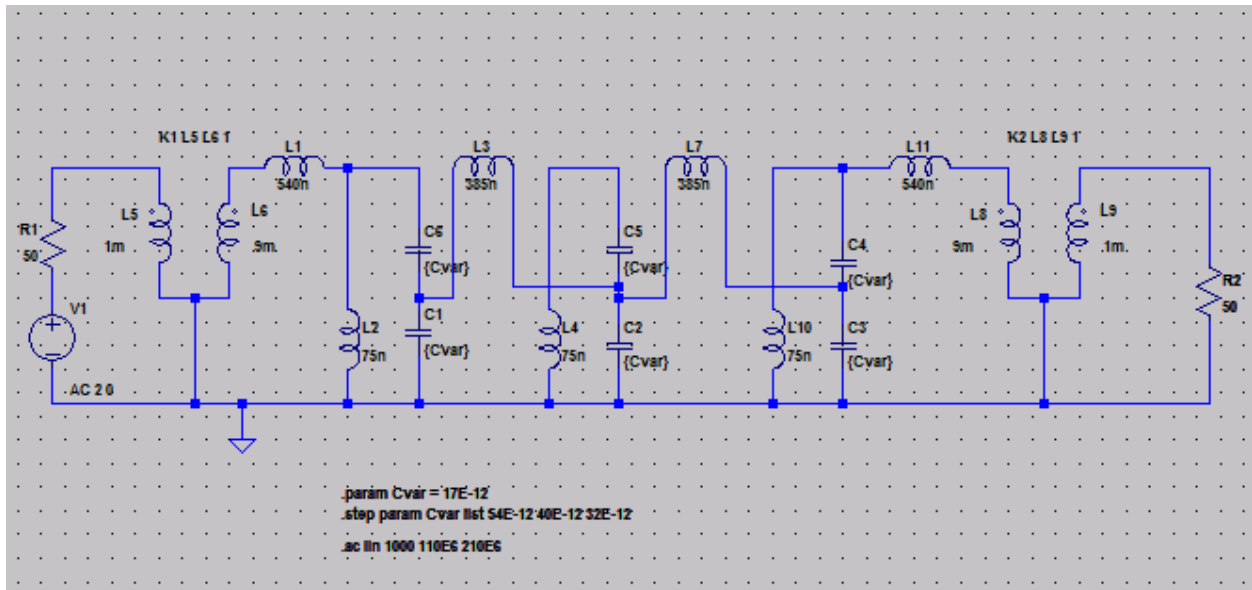 K1 L5 L6 1
L1
540n
L3
385n
L7
385n
L11
540n
K2 L8 L9 1
R1
50
L5
1m
L6
9m
C6
{Cvar}
C5
{Cvar}
C4
{Cvar}
L8
9m
L9
1m
R2
50
V1
AC 2 0
L2
75n
C1
{Cvar}
L4
75n
C2
{Cvar}
L10
75n
C3
{Cvar}
.param Cvar = 17E-12
.step param Cvar list 54E-12 40E-12 32E-12
.ac lin 1000 110E6 210E6